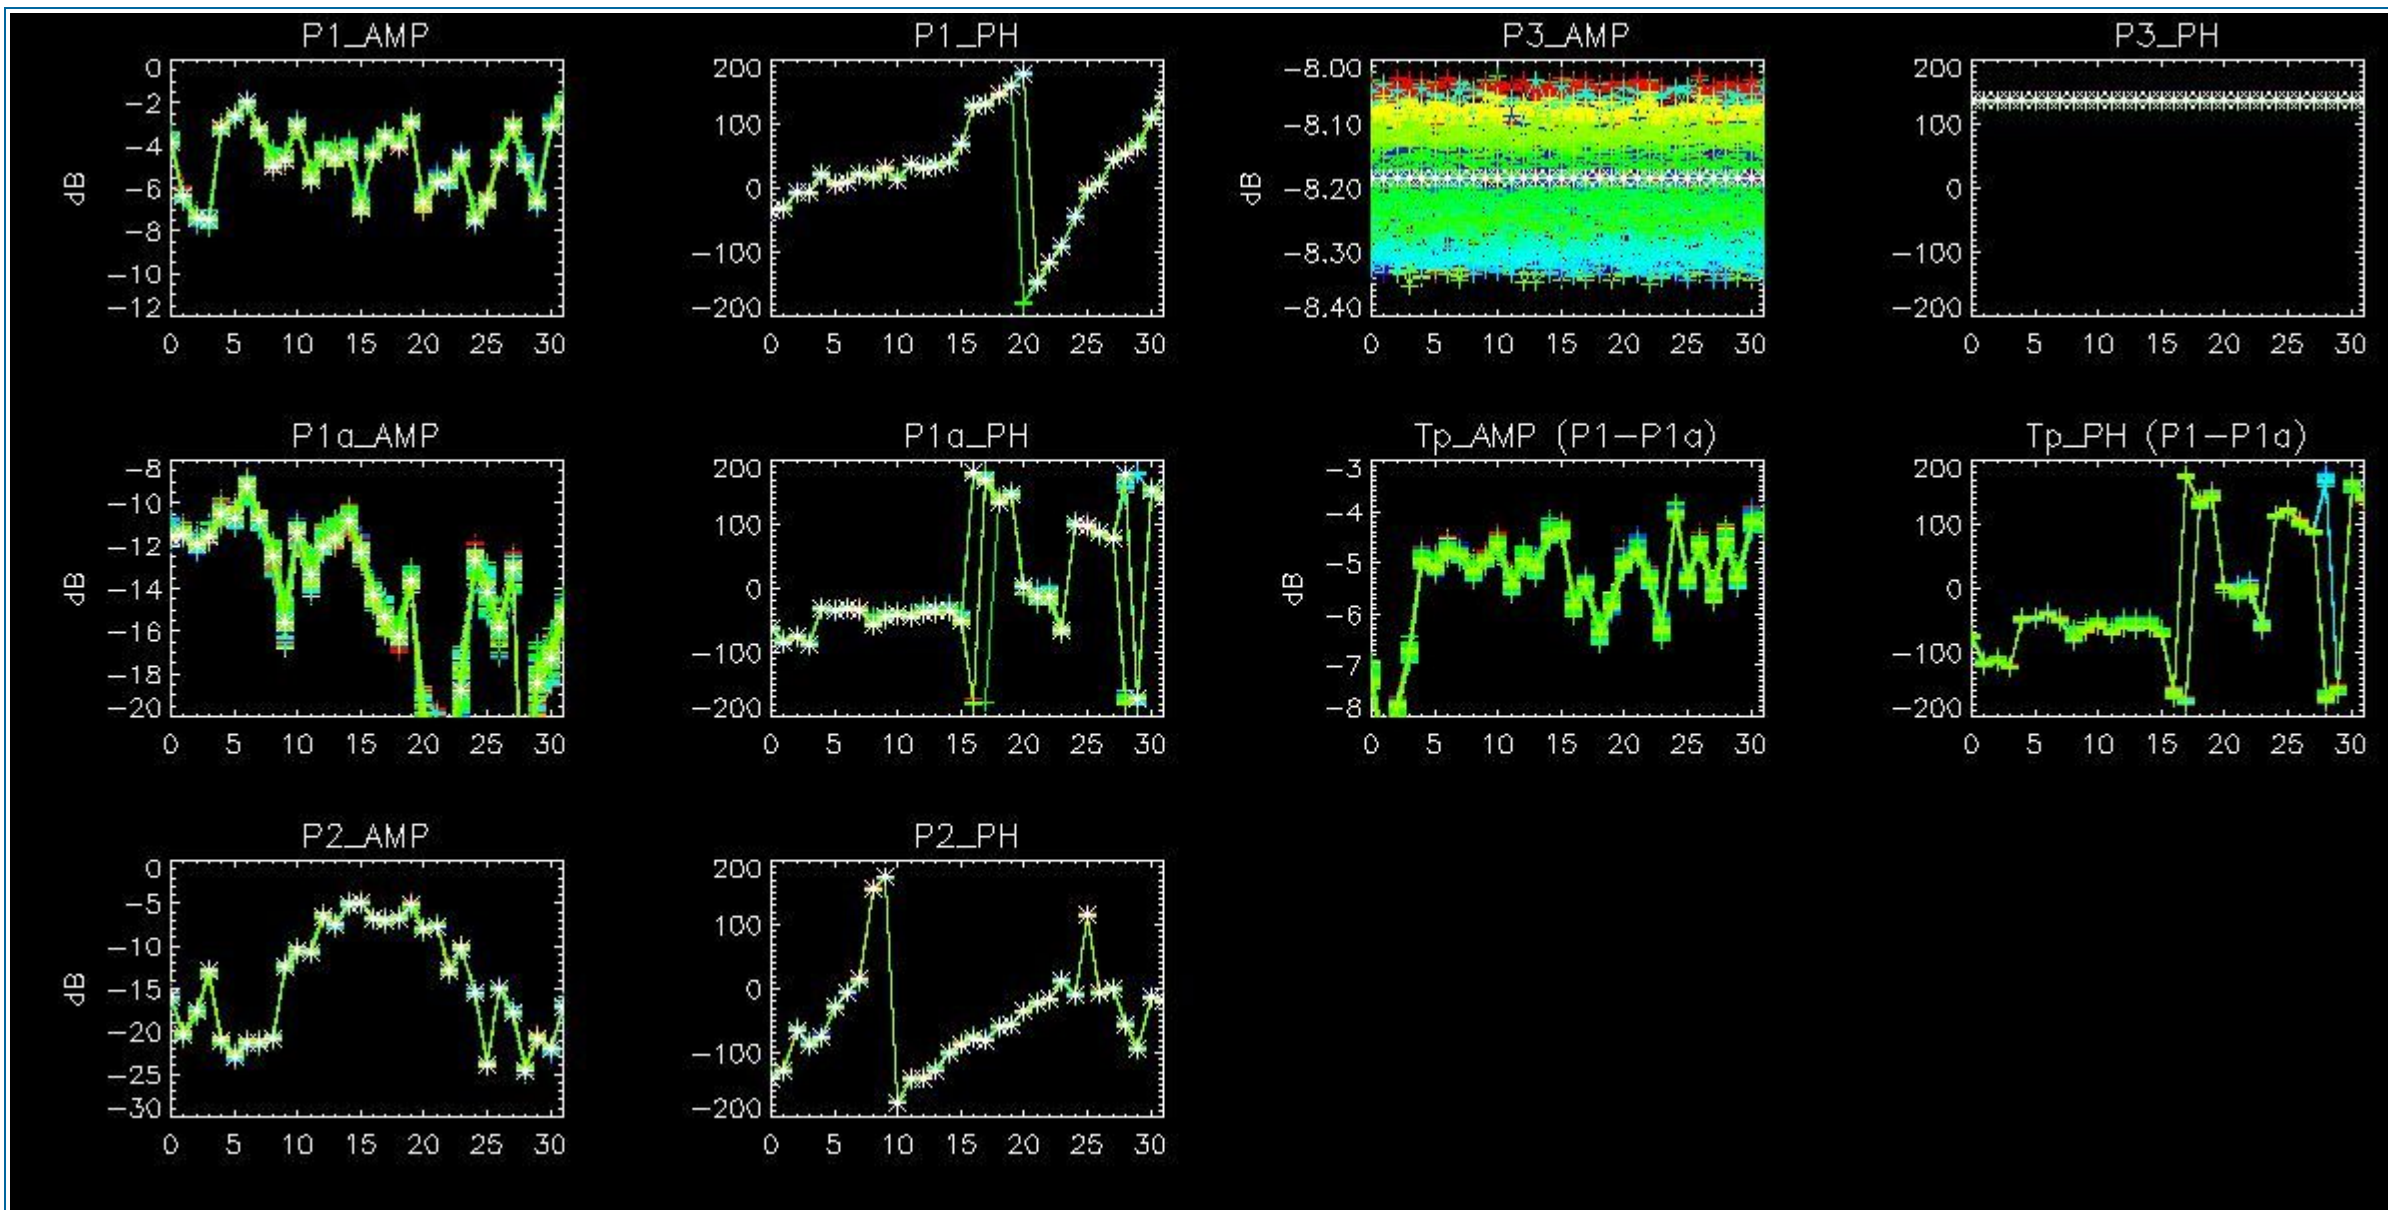 P1_AMP
0
−2
−4
−6
−8
−10
−12
dB
0 5 10 15 20 25 30
P1_PH
200
100
0
−100
−200
0 5 10 15 20 25 30
P3_AMP
−8.00
−8.10
−8.20
−8.30
−8.40
dB
0 5 10 15 20 25 30
P3_PH
200
100
0
−100
−200
0 5 10 15 20 25 30
P1a_AMP
−8
−10
−12
−14
−16
−18
−20
dB
0 5 10 15 20 25 30
P1a_PH
200
100
0
−100
−200
0 5 10 15 20 25 30
Tp_AMP (P1−P1a)
−3
−4
−5
−6
−7
−8
dB
0 5 10 15 20 25 30
Tp_PH (P1−P1a)
200
100
0
−100
−200
0 5 10 15 20 25 30
P2_AMP
0
−5
−10
−15
−20
−25
−30
dB
0 5 10 15 20 25 30
P2_PH
200
100
0
−100
−200
0 5 10 15 20 25 30